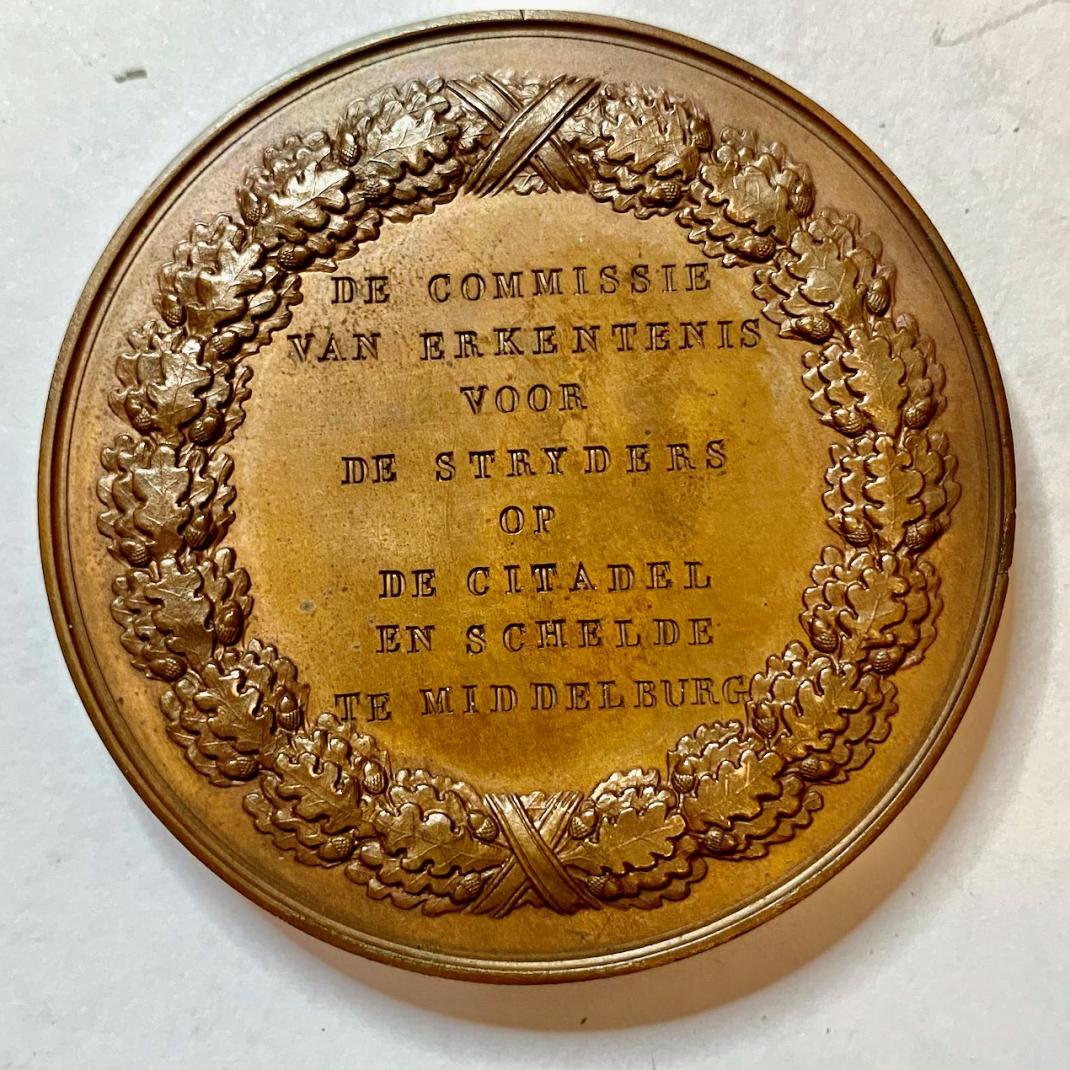 DE COMMISSIE
VAN ERKENTENIS
VOOR
DE STRYDERS
OP
DE CITADEL
EN SCHELDE
TE MIDDELBURG